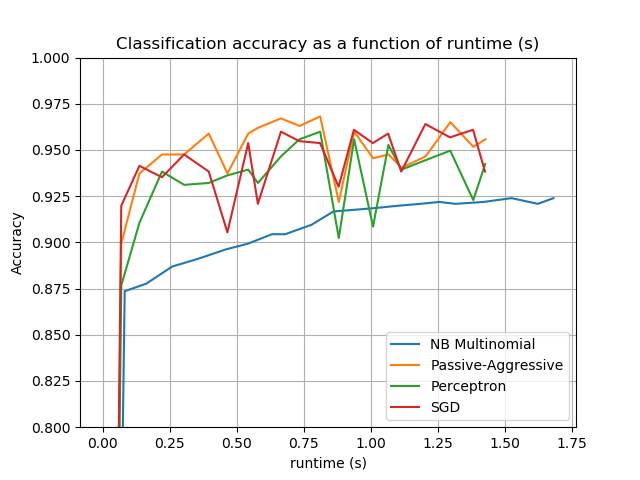 Classification accuracy as a function of runtime (s)
1.000
0.975
0.950
0.925
0.900
0.875
0.850
0.825
0.800
Accuracy
NB Multinomial
Passive-Aggressive
Perceptron
SGD
0.00 0.25 0.50 0.75 1.00 1.25 1.50 1.75
runtime (s)